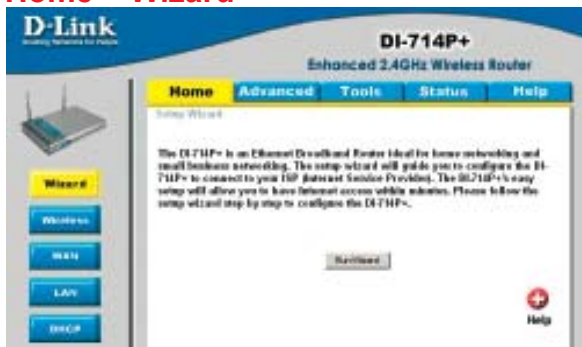 Home Wizard
D-Link
Building Networks for People
DI-714P+
Enhanced 2.4GHz Wireless Router
Home Advanced Tools Status Help
Setup Wizard
The DI-714P+ is an Ethernet Broadband Router ideal for home networking and
small business networking. The setup wizard will guide you to configure the DI-
714P+ to connect to your ISP (Internet Service Provider). The DI-714P+'s easy
setup will allow you to have Internet access within minutes. Please follow the
setup wizard step by step to configure the DI-714P+.
Wizard
Wireless
WAN
LAN
DHCP
Run Wizard
Help